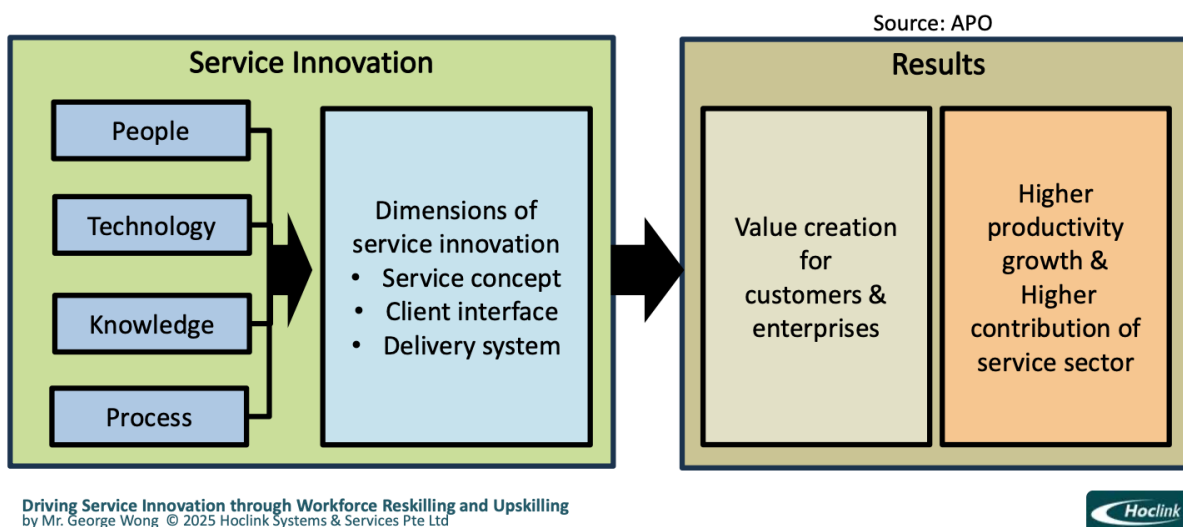 Source: APO
Service Innovation
People
Technology
Knowledge
Process
Dimensions of
service innovation
• Service concept
• Client interface
• Delivery system
Results
Value creation
for
customers &
enterprises
Higher
productivity
growth &
Higher
contribution of
service sector
Driving Service Innovation through Workforce Reskilling and Upskilling
by Mr. George Wong © 2025 Hoclink Systems & Services Pte Ltd
Hoclink